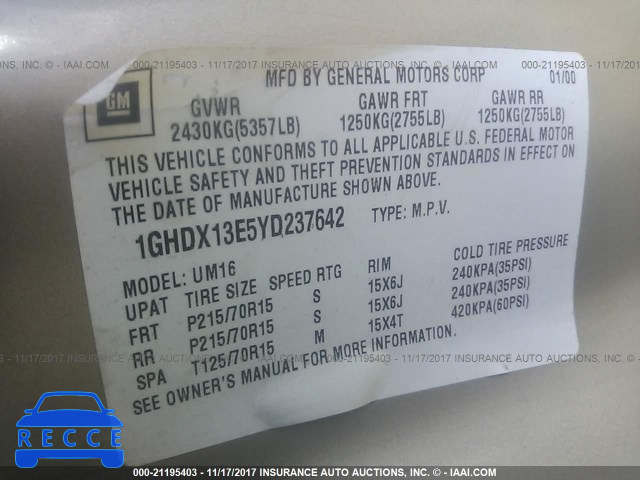 000-21195403 - 11/17/2017 INSURANCE AUTO AUCTIONS, INC. - © - IAAI.COM
GM
MFD BY GENERAL MOTORS CORP 01/00
GVWR GAWR FRT GAWR RR
2430KG(5357LB) 1250KG(2755LB) 1250KG(2755LB)
THIS VEHICLE CONFORMS TO ALL APPLICABLE U.S. FEDERAL MOTOR
VEHICLE SAFETY AND THEFT PREVENTION STANDARDS IN EFFECT ON
THE DATE OF MANUFACTURE SHOWN ABOVE.
1GHDX13E5YD237642 TYPE: M.P.V.
MODEL: UM16
UPAT TIRE SIZE SPEED RTG RIM COLD TIRE PRESSURE
FRT P215/70R15 S 15X6J 240KPA(35PSI)
RR P215/70R15 S 15X6J 240KPA(35PSI)
SPA T125/70R15 M 15X4T 420KPA(60PSI)
SEE OWNER'S MANUAL FOR MORE INFORMATION.
000-21195403 - 11/17/2017 INSURANCE AUTO AUCTIONS, INC. - © - IAAI.COM
RECCE
000-21195403 - 11/17/2017 INSURANCE AUTO AUCTIONS, INC. - © - IAAI.COM